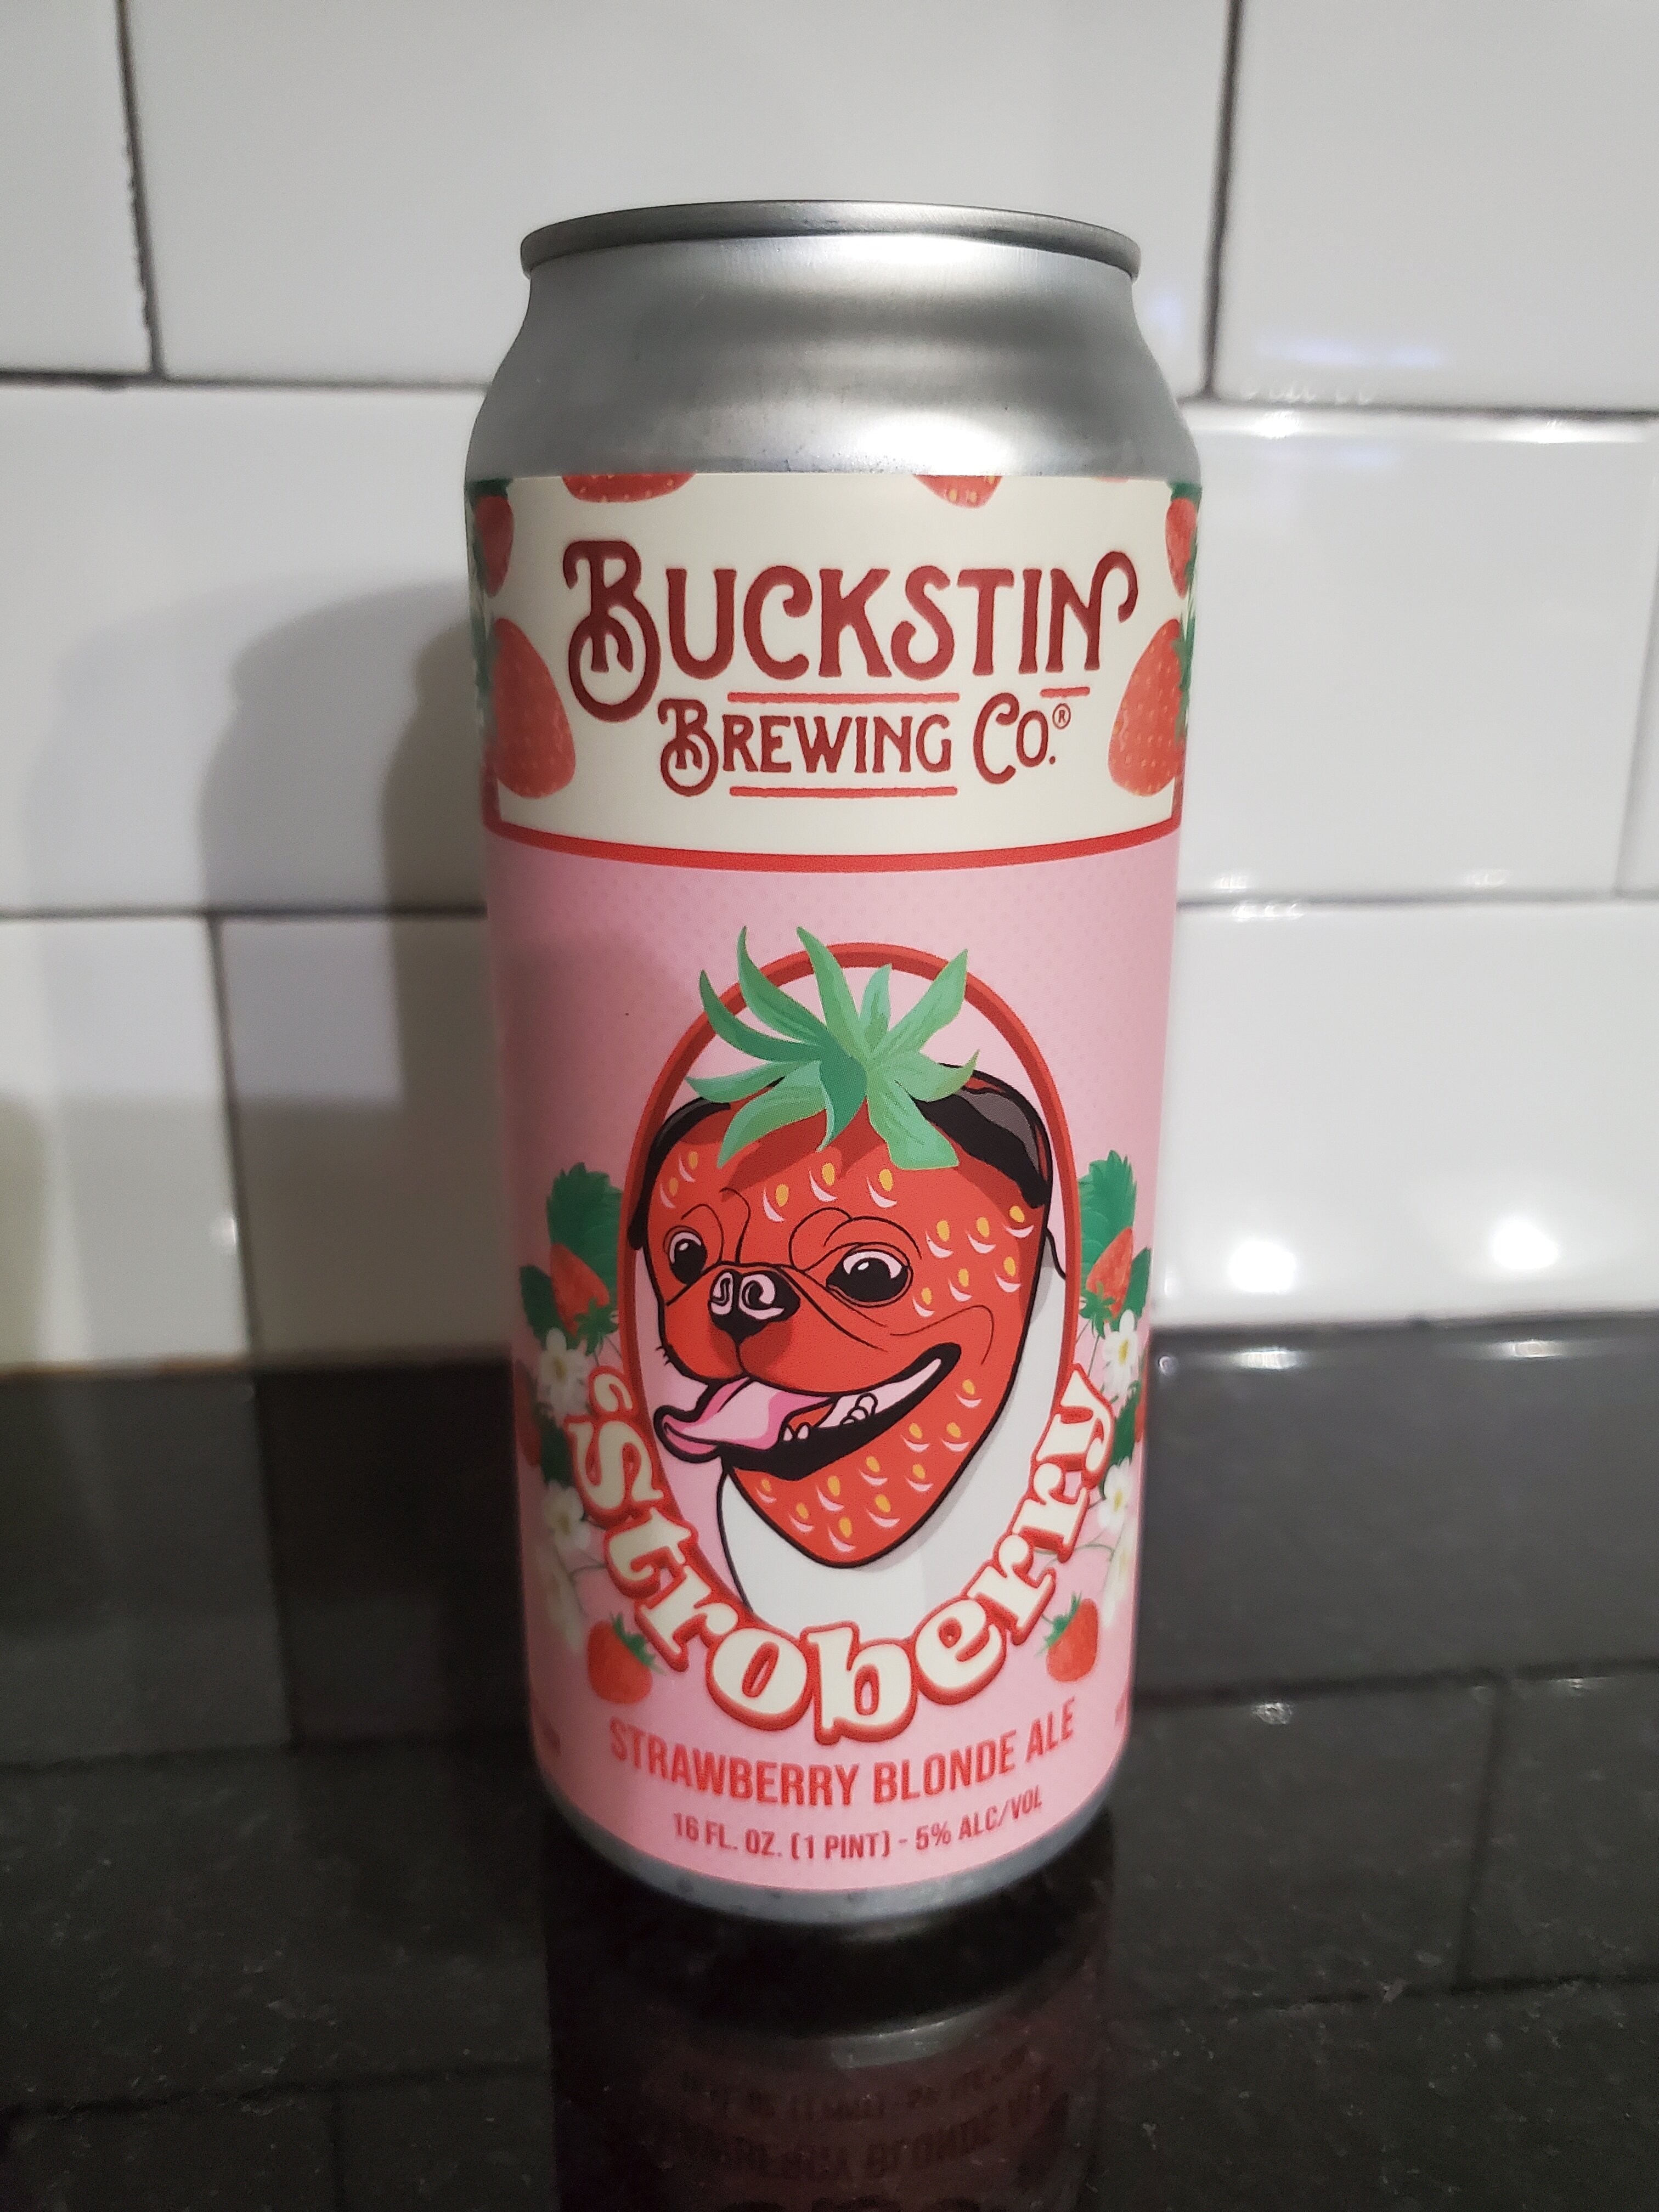 BUCKSTIN
BREWING CO.®
'Stroberry
STRAWBERRY BLONDE ALE
16 FL. OZ. (1 PINT) - 5% ALC/VOL